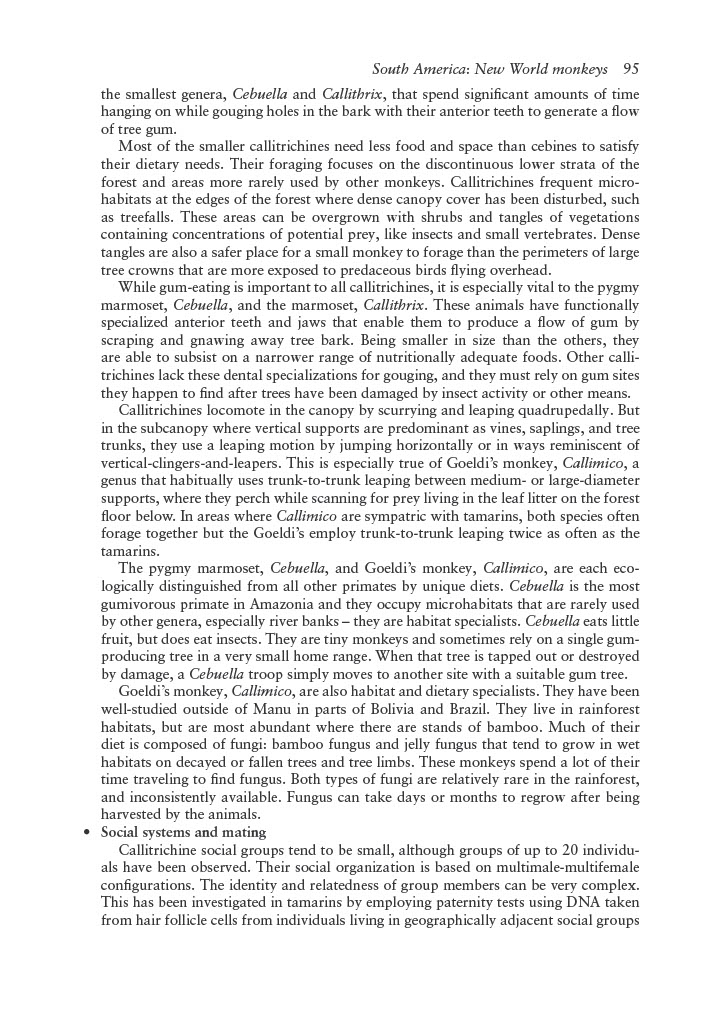 South America: New World monkeys 95
the smallest genera, Cebuella and Callithrix, that spend significant amounts of time
hanging on while gouging holes in the bark with their anterior teeth to generate a flow
of tree gum.
Most of the smaller callitrichines need less food and space than cebines to satisfy
their dietary needs. Their foraging focuses on the discontinuous lower strata of the
forest and areas more rarely used by other monkeys. Callitrichines frequent micro-
habitats at the edges of the forest where dense canopy cover has been disturbed, such
as treefalls. These areas can be overgrown with shrubs and tangles of vegetations
containing concentrations of potential prey, like insects and small vertebrates. Dense
tangles are also a safer place for a small monkey to forage than the perimeters of large
tree crowns that are more exposed to predaceous birds flying overhead.
While gum-eating is important to all callitrichines, it is especially vital to the pygmy
marmoset, Cebuella, and the marmoset, Callithrix. These animals have functionally
specialized anterior teeth and jaws that enable them to produce a flow of gum by
scraping and gnawing away tree bark. Being smaller in size than the others, they
are able to subsist on a narrower range of nutritionally adequate foods. Other calli-
trichines lack these dental specializations for gouging, and they must rely on gum sites
they happen to find after trees have been damaged by insect activity or other means.
Callitrichines locomote in the canopy by scurrying and leaping quadrupedally. But
in the subcanopy where vertical supports are predominant as vines, saplings, and tree
trunks, they use a leaping motion by jumping horizontally or in ways reminiscent of
vertical-clingers-and-leapers. This is especially true of Goeldi's monkey, Callimico, a
genus that habitually uses trunk-to-trunk leaping between medium- or large-diameter
supports, where they perch while scanning for prey living in the leaf litter on the forest
floor below. In areas where Callimico are sympatric with tamarins, both species often
forage together but the Goeldi's employ trunk-to-trunk leaping twice as often as the
tamarins.
The pygmy marmoset, Cebuella, and Goeldi's monkey, Callimico, are each eco-
logically distinguished from all other primates by unique diets. Cebuella is the most
gumivorous primate in Amazonia and they occupy microhabitats that are rarely used
by other genera, especially river banks – they are habitat specialists. Cebuella eats little
fruit, but does eat insects. They are tiny monkeys and sometimes rely on a single gum-
producing tree in a very small home range. When that tree is tapped out or destroyed
by damage, a Cebuella troop simply moves to another site with a suitable gum tree.
Goeldi's monkey, Callimico, are also habitat and dietary specialists. They have been
well-studied outside of Manu in parts of Bolivia and Brazil. They live in rainforest
habitats, but are most abundant where there are stands of bamboo. Much of their
diet is composed of fungi: bamboo fungus and jelly fungus that tend to grow in wet
habitats on decayed or fallen trees and tree limbs. These monkeys spend a lot of their
time traveling to find fungus. Both types of fungi are relatively rare in the rainforest,
and inconsistently available. Fungus can take days or months to regrow after being
harvested by the animals.
• Social systems and mating
Callitrichine social groups tend to be small, although groups of up to 20 individu-
als have been observed. Their social organization is based on multimale-multifemale
configurations. The identity and relatedness of group members can be very complex.
This has been investigated in tamarins by employing paternity tests using DNA taken
from hair follicle cells from individuals living in geographically adjacent social groups